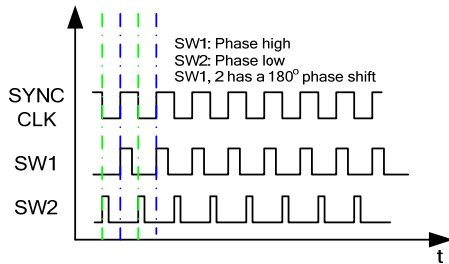 SW1: Phase high
SW2: Phase low
SW1, 2 has a 180° phase shift
SYNC
CLK
SW1
SW2
t